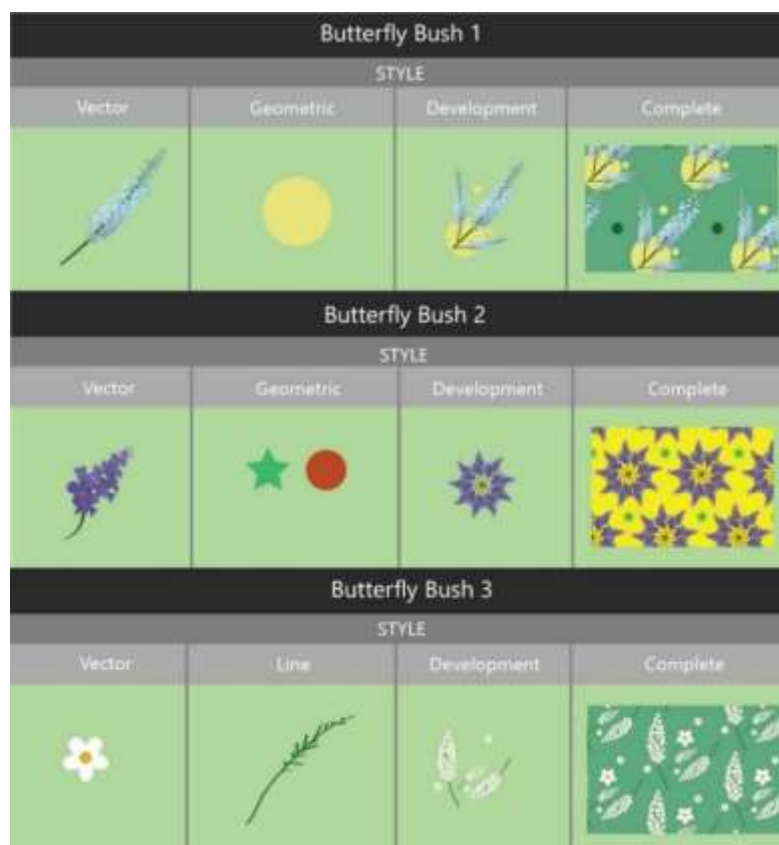 Butterfly Bush 1
STYLE
Vector Geometric Development Complete
Butterfly Bush 2
STYLE
Vector Geometric Development Complete
Butterfly Bush 3
STYLE
Vector Line Development Complete